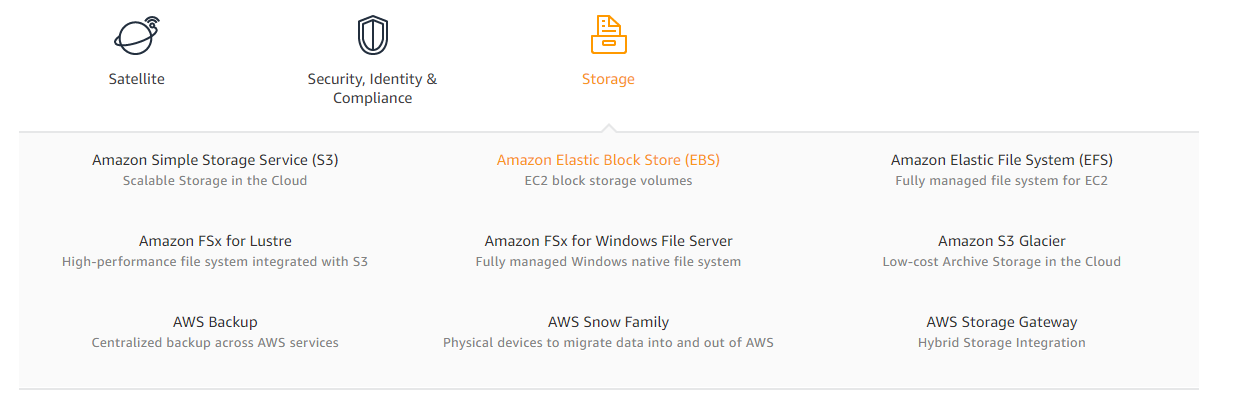 Satellite
Security, Identity &
Compliance
Storage
Amazon Simple Storage Service (S3)
Scalable Storage in the Cloud
Amazon Elastic Block Store (EBS)
EC2 block storage volumes
Amazon Elastic File System (EFS)
Fully managed file system for EC2
Amazon FSx for Lustre
High-performance file system integrated with S3
Amazon FSx for Windows File Server
Fully managed Windows native file system
Amazon S3 Glacier
Low-cost Archive Storage in the Cloud
AWS Backup
Centralized backup across AWS services
AWS Snow Family
Physical devices to migrate data into and out of AWS
AWS Storage Gateway
Hybrid Storage Integration